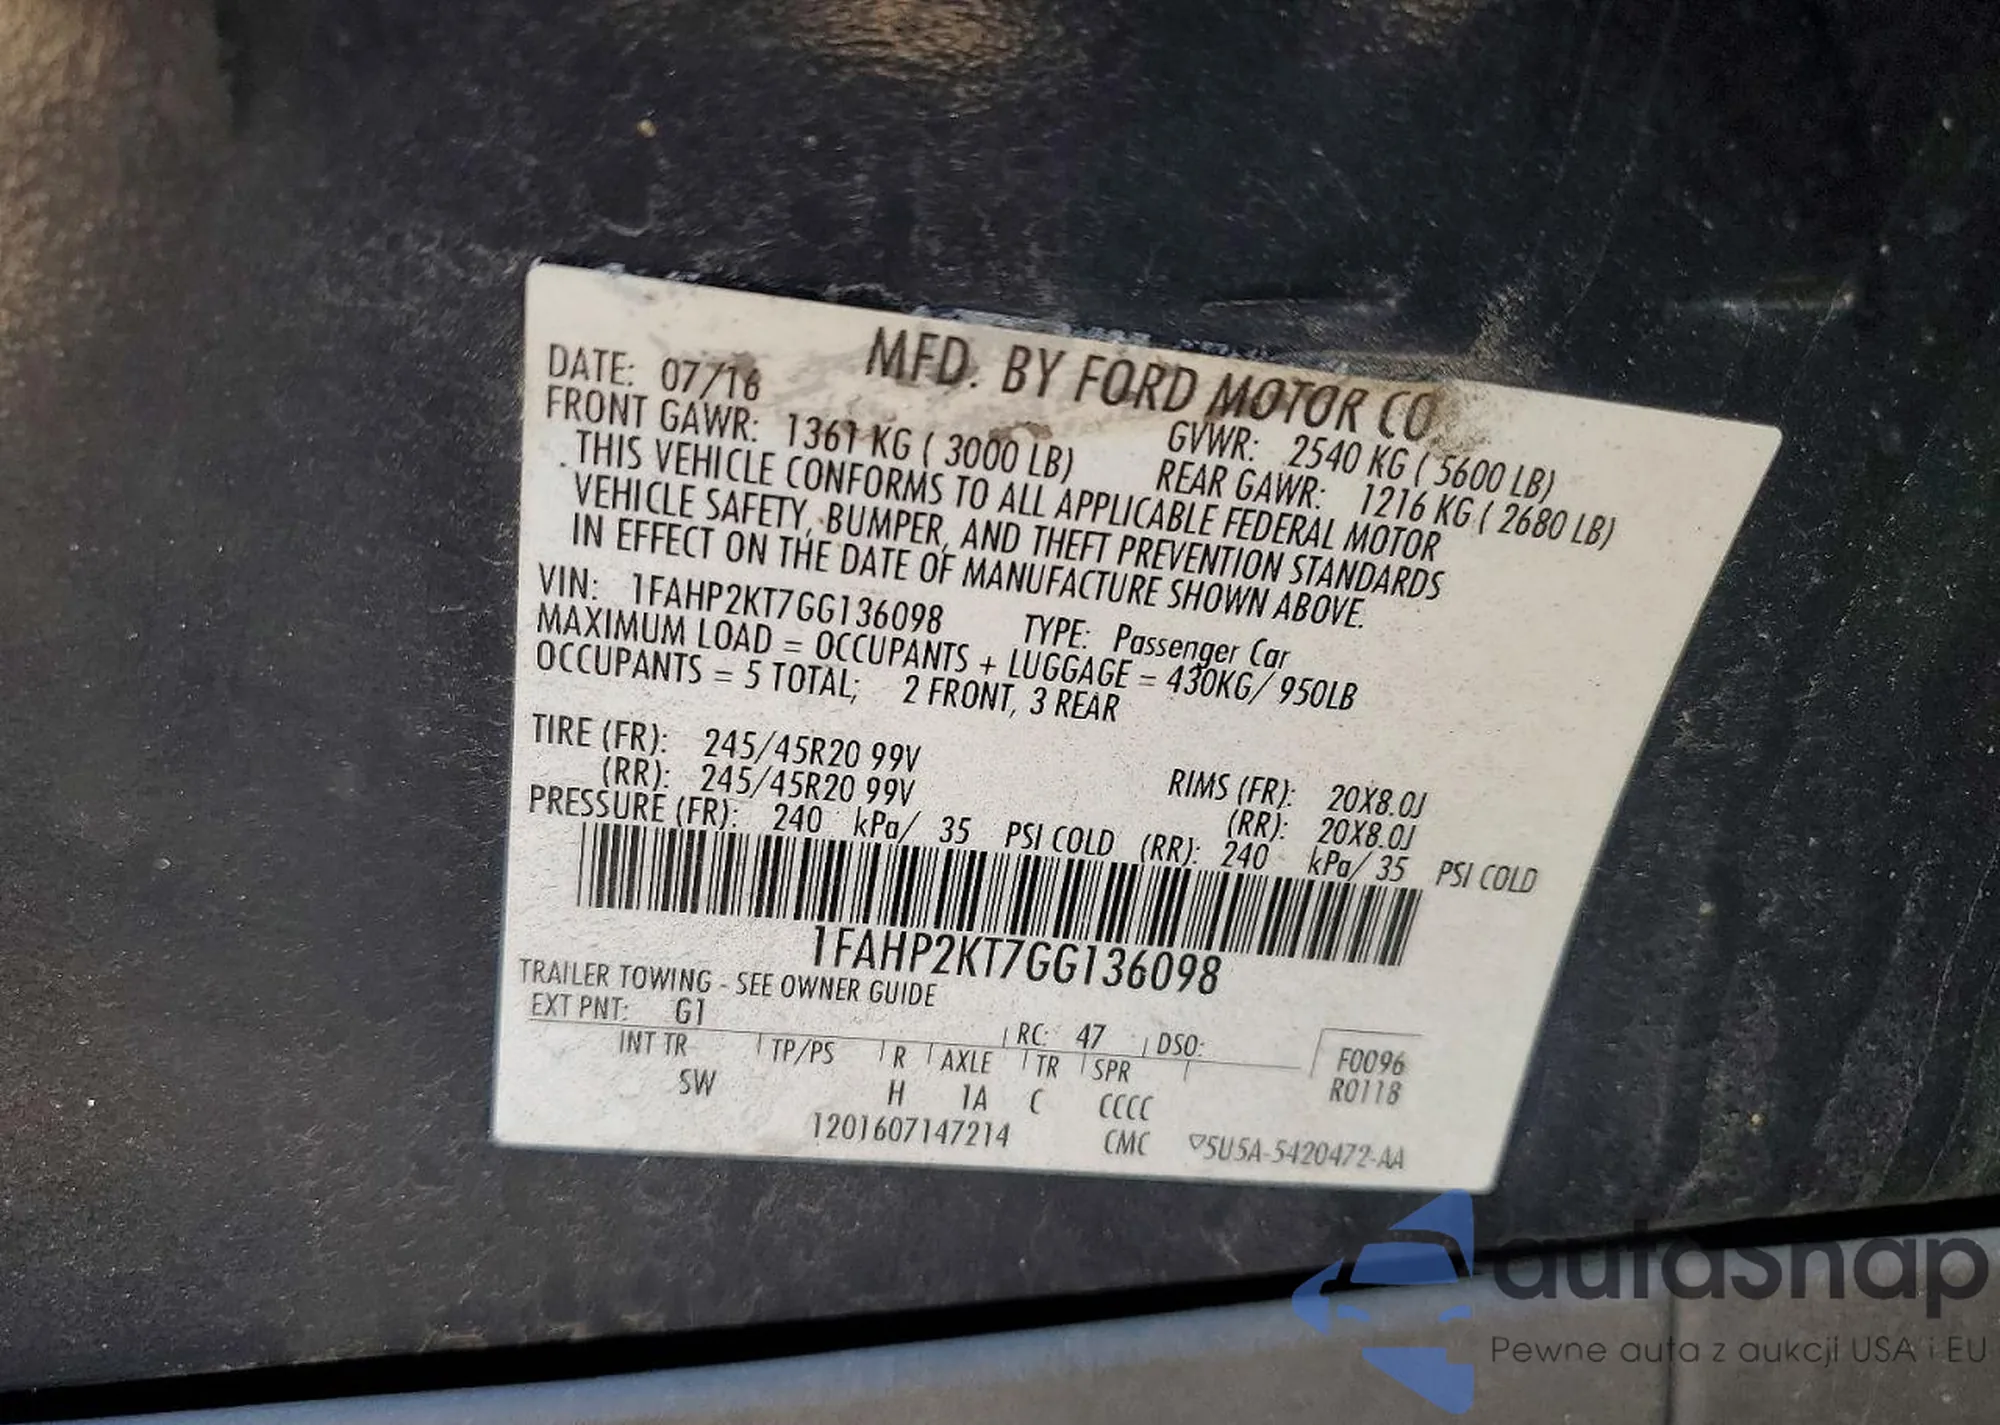 MFD. BY FORD MOTOR CO.
DATE: 07/16 GVWR: 2540 KG ( 5600 LB)
FRONT GAWR: 1361 KG ( 3000 LB) REAR GAWR: 1216 KG ( 2680 LB)
THIS VEHICLE CONFORMS TO ALL APPLICABLE FEDERAL MOTOR
VEHICLE SAFETY, BUMPER, AND THEFT PREVENTION STANDARDS
IN EFFECT ON THE DATE OF MANUFACTURE SHOWN ABOVE.
VIN: 1FAHP2KT7GG136098 TYPE: Passenger Car
MAXIMUM LOAD = OCCUPANTS + LUGGAGE = 430KG/ 950LB
OCCUPANTS = 5 TOTAL; 2 FRONT, 3 REAR
TIRE (FR): 245/45R20 99V RIMS (FR): 20X8.0J
(RR): 245/45R20 99V (RR): 20X8.0J
PRESSURE (FR): 240 kPa/ 35 PSI COLD (RR): 240 kPa/ 35 PSI COLD
1FAHP2KT7GG136098
TRAILER TOWING - SEE OWNER GUIDE
EXT PNT: G1 RC: 47 DSO: F0096
INT TR TP/PS R AXLE TR SPR R0118
SW H 1A C CCCC
1201607147214 CMC ▽5U5A-5420472-AA
autasnap
Pewne auta z aukcji USA i EU